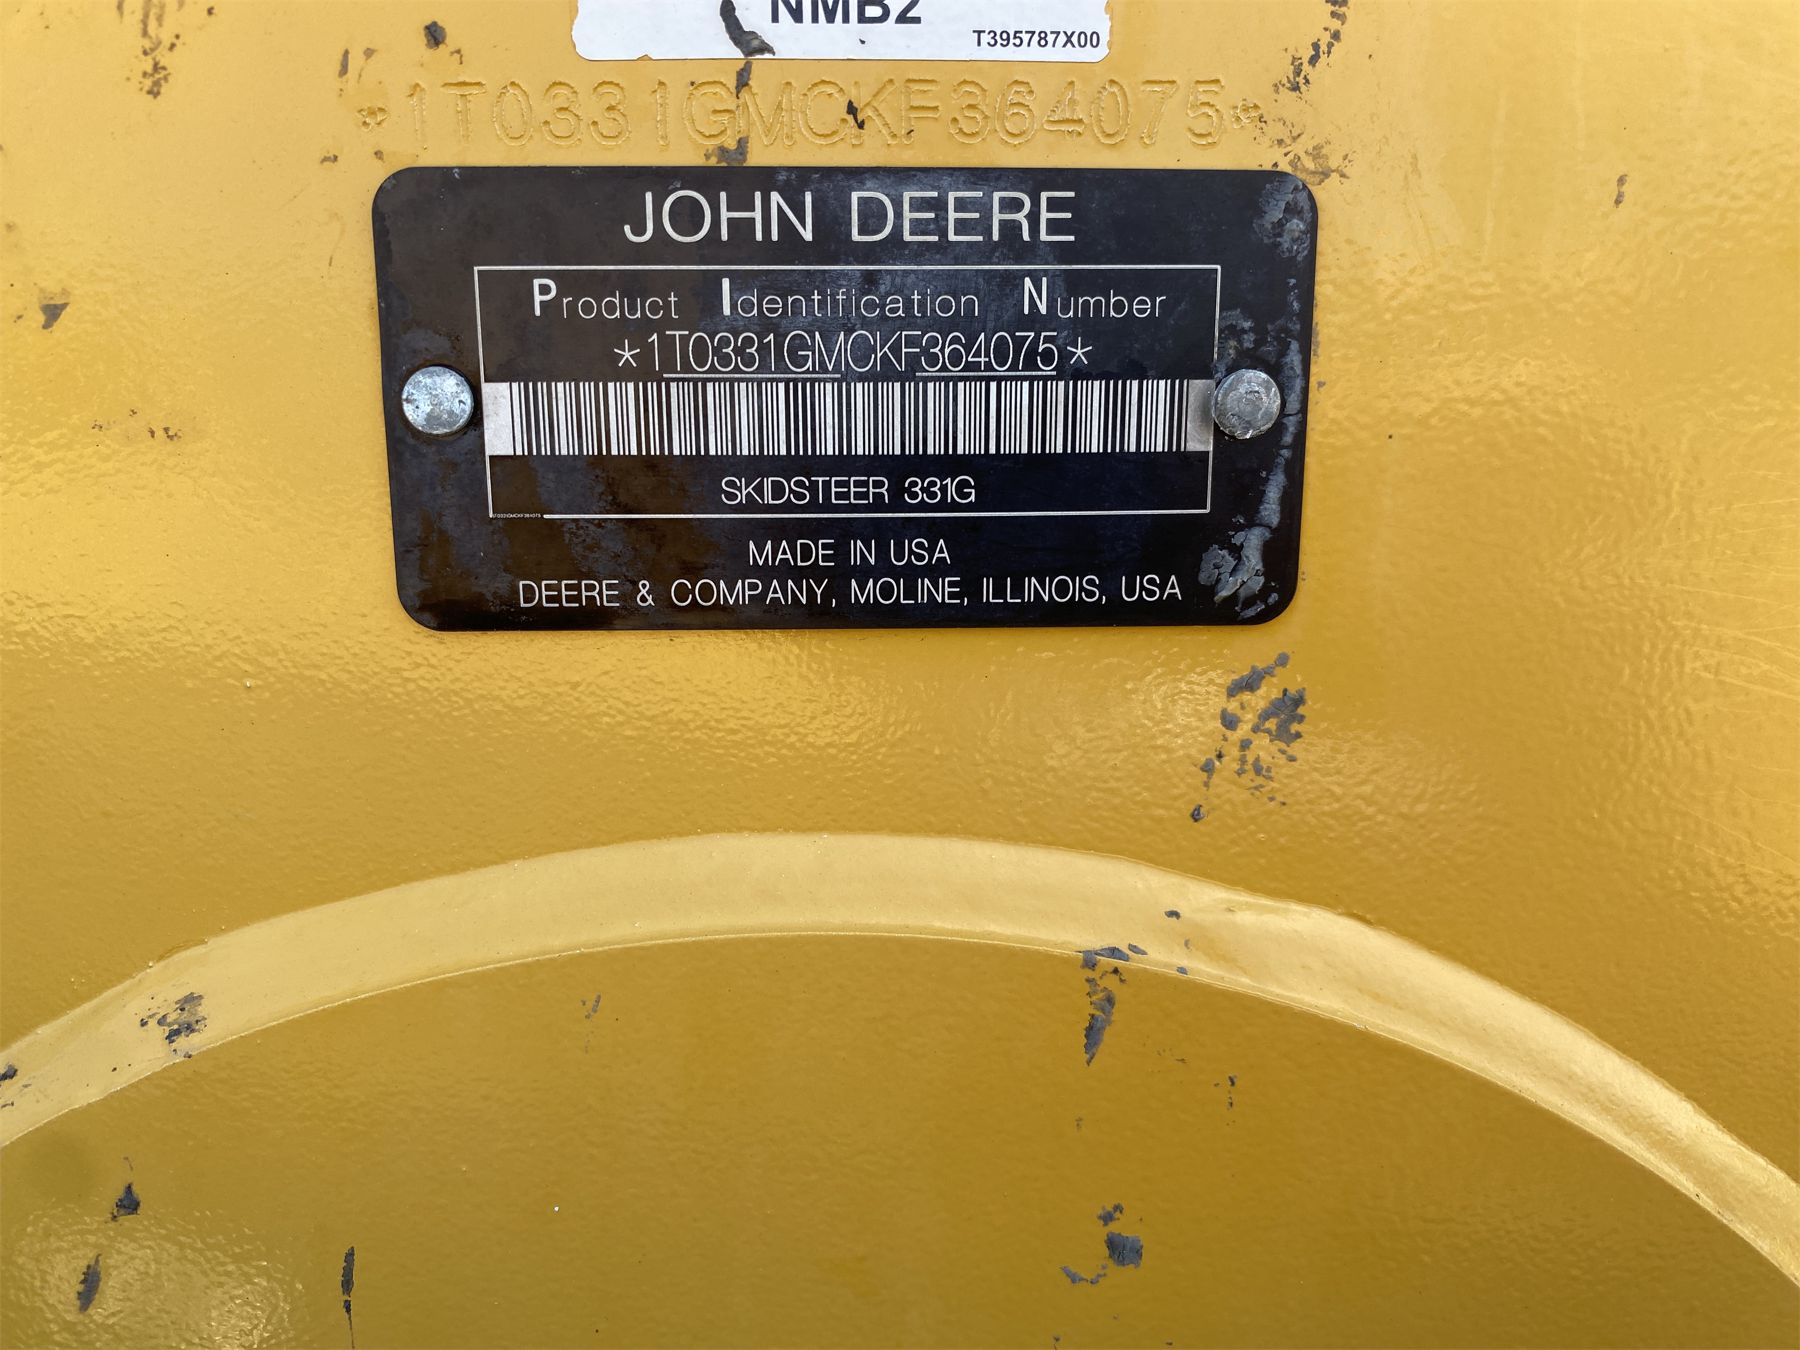 NMB2
T395787X00
*1T0331GMCKF364075*
JOHN DEERE
Product Identification Number
*1T0331GMCKF364075*
SKIDSTEER 331G
1T0331GMCKF364075
MADE IN USA
DEERE & COMPANY, MOLINE, ILLINOIS, USA